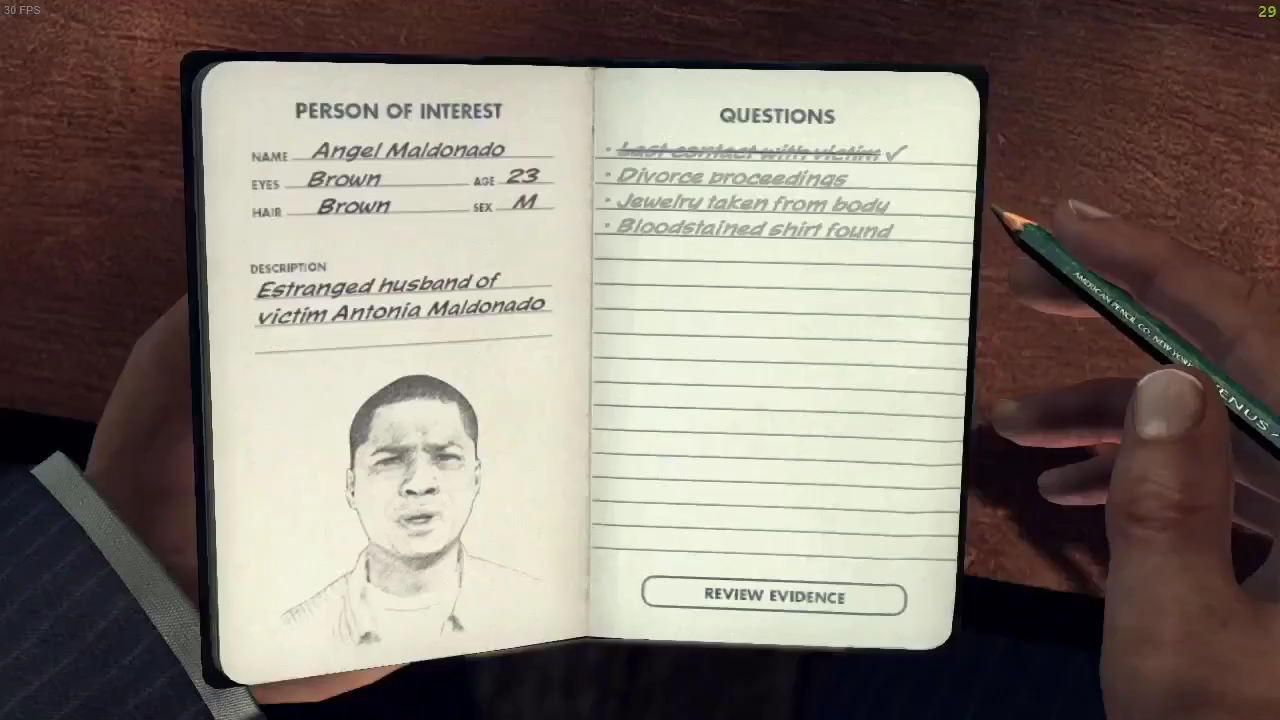 30 FPS
29
PERSON OF INTEREST
NAME Angel Maldonado
EYES Brown AGE 23
HAIR Brown SEX M
DESCRIPTION
Estranged husband of
victim Antonia Maldonado
QUESTIONS
· Last contact with victim ✓
· Divorce proceedings
· Jewelry taken from body
· Bloodstained shirt found
REVIEW EVIDENCE
AMERICAN PENCIL CO. NEW YORK
VENUS